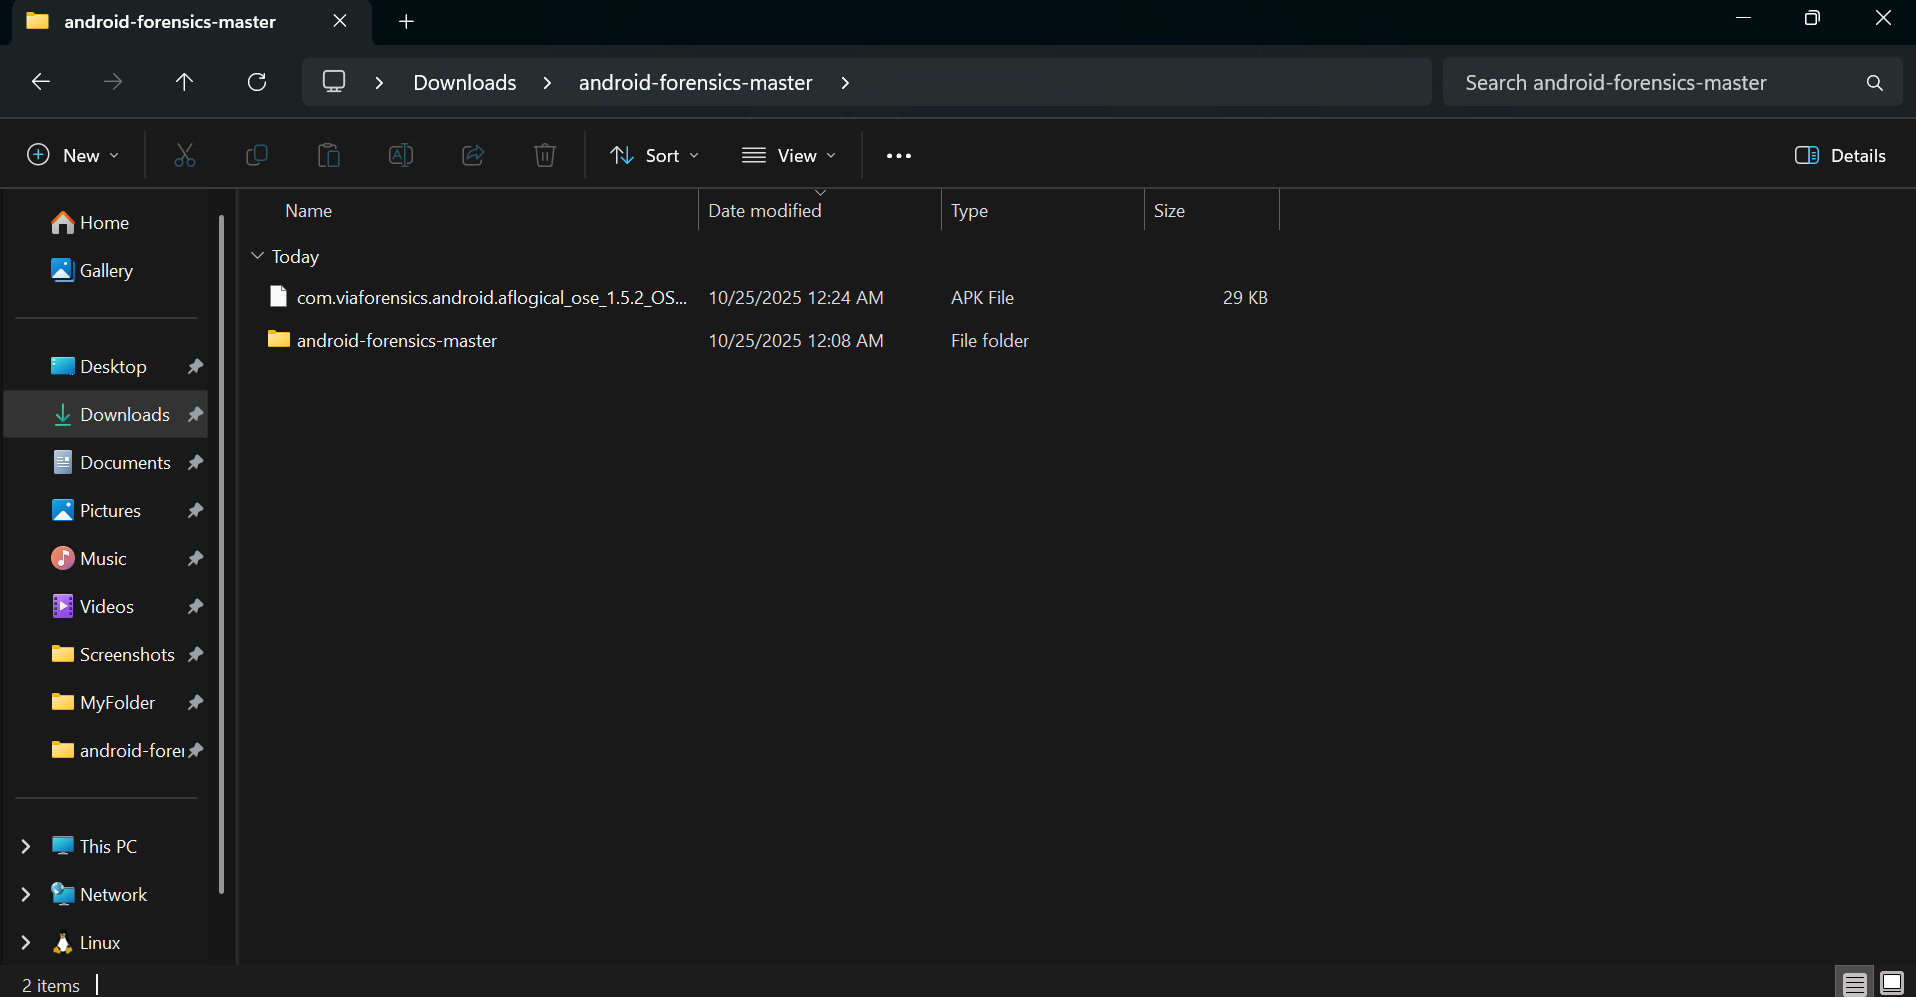 android-forensics-master
Downloads
android-forensics-master
Search android-forensics-master
New
Sort
View
Details
Name Date modified Type Size
Today
com.viaforensics.android.aflogical_ose_1.5.2_OS... 10/25/2025 12:24 AM APK File 29 KB
android-forensics-master 10/25/2025 12:08 AM File folder
Home
Gallery
Desktop
Downloads
Documents
Pictures
Music
Videos
Screenshots
MyFolder
android-forei
This PC
Network
Linux
2 items